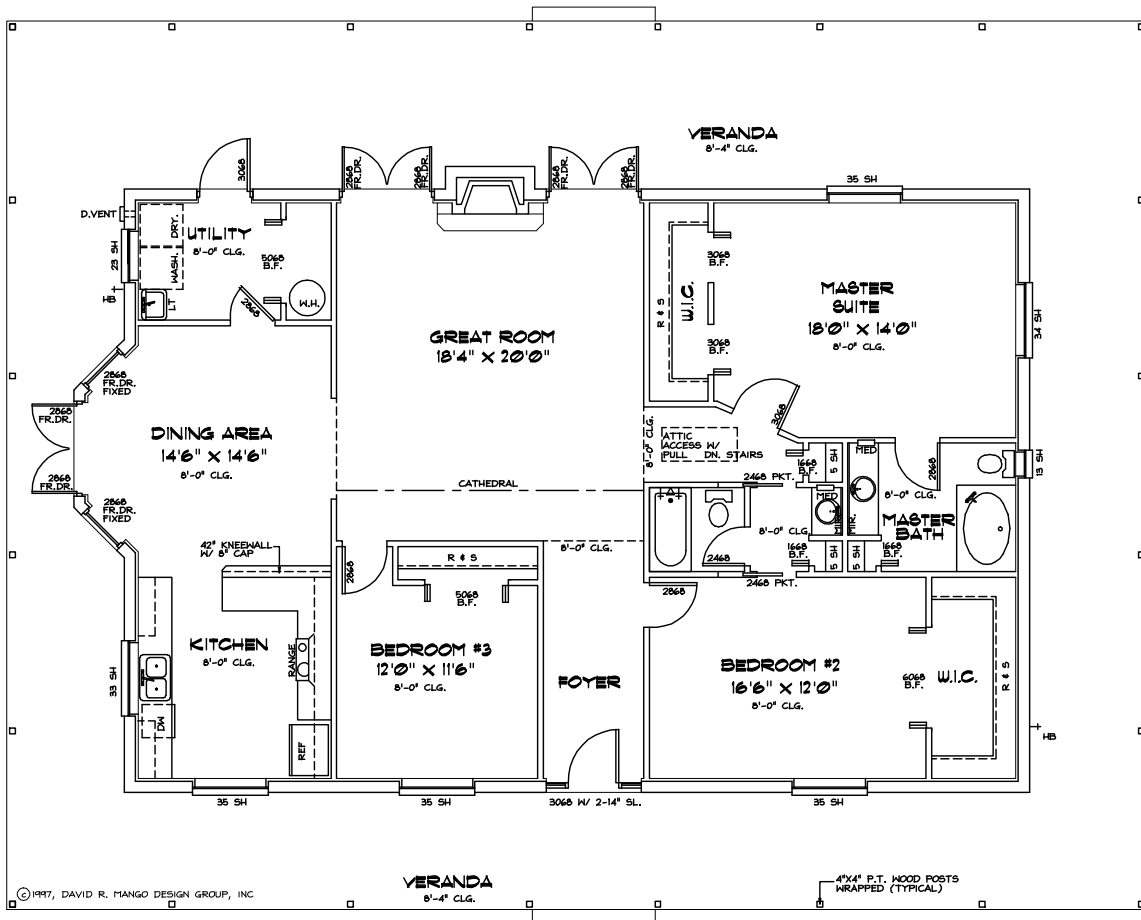 VERANDA
8'-4" CLG.
3068
2868
FR.DR.
2868
FR.DR.
2868
FR.DR.
2868
FR.DR.
35 SH
D.VENT
DRY.
UTILITY
8'-0" CLG.
23 SH
WASH.
5068
B.F.
HB
LT
2868
W.H.
GREAT ROOM
18'4" X 20'0"
3068
B.F.
R & S
W.I.C.
3068
B.F.
MASTER
SUITE
18'0" X 14'0"
8'-0" CLG.
34 SH
2868
FR.DR.
FIXED
2868
FR.DR.
DINING AREA
14'6" X 14'6"
8'-0" CLG.
2868
FR.DR.
2868
FR.DR.
FIXED
3068
8'-0" CLG.
ATTIC
ACCESS W/
PULL DN. STAIRS
1668
B.F.
5 SH
MED
2868
13 SH
CATHEDRAL
2468 PKT.
MED
8'-0" CLG.
MIR.
MIR.
8'-0" CLG.
MASTER
BATH
42" KNEEWALL
W/ 8" CAP
8'-0" CLG.
2468
1668
B.F.
5 SH
5 SH
1668
B.F.
2868
R & S
2468 PKT.
5068
B.F.
2868
KITCHEN
8'-0" CLG.
RANGE
33 SH
DW
REF
BEDROOM #3
12'0" X 11'6"
8'-0" CLG.
FOYER
BEDROOM #2
16'6" X 12'0"
8'-0" CLG.
6068
B.F.
W.I.C.
R & S
HB
35 SH
35 SH
3068 W/ 2-14" SL.
35 SH
VERANDA
8'-4" CLG.
© 1997, DAVID R. MANGO DESIGN GROUP, INC
4"X4" P.T. WOOD POSTS
WRAPPED (TYPICAL)